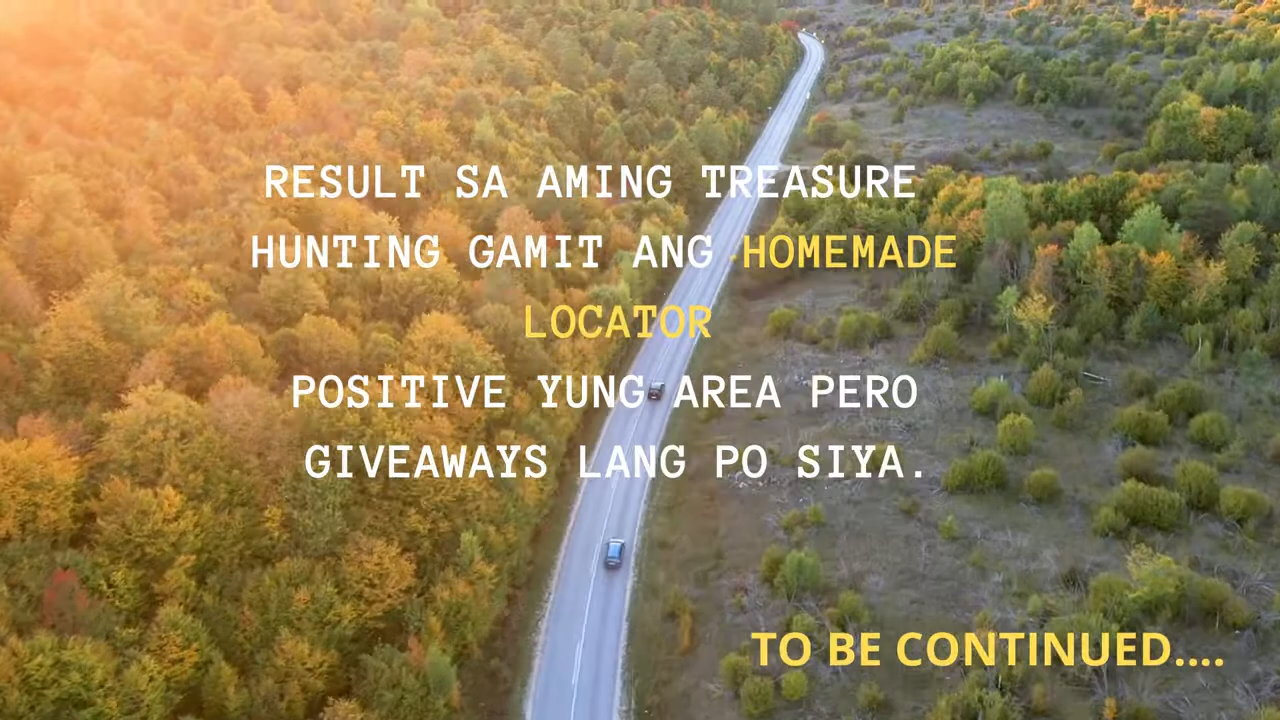 RESULT SA AMING TREASURE
HUNTING GAMIT ANG HOMEMADE
LOCATOR
POSITIVE YUNG AREA PERO
GIVEAWAYS LANG PO SIYA.
TO BE CONTINUED....